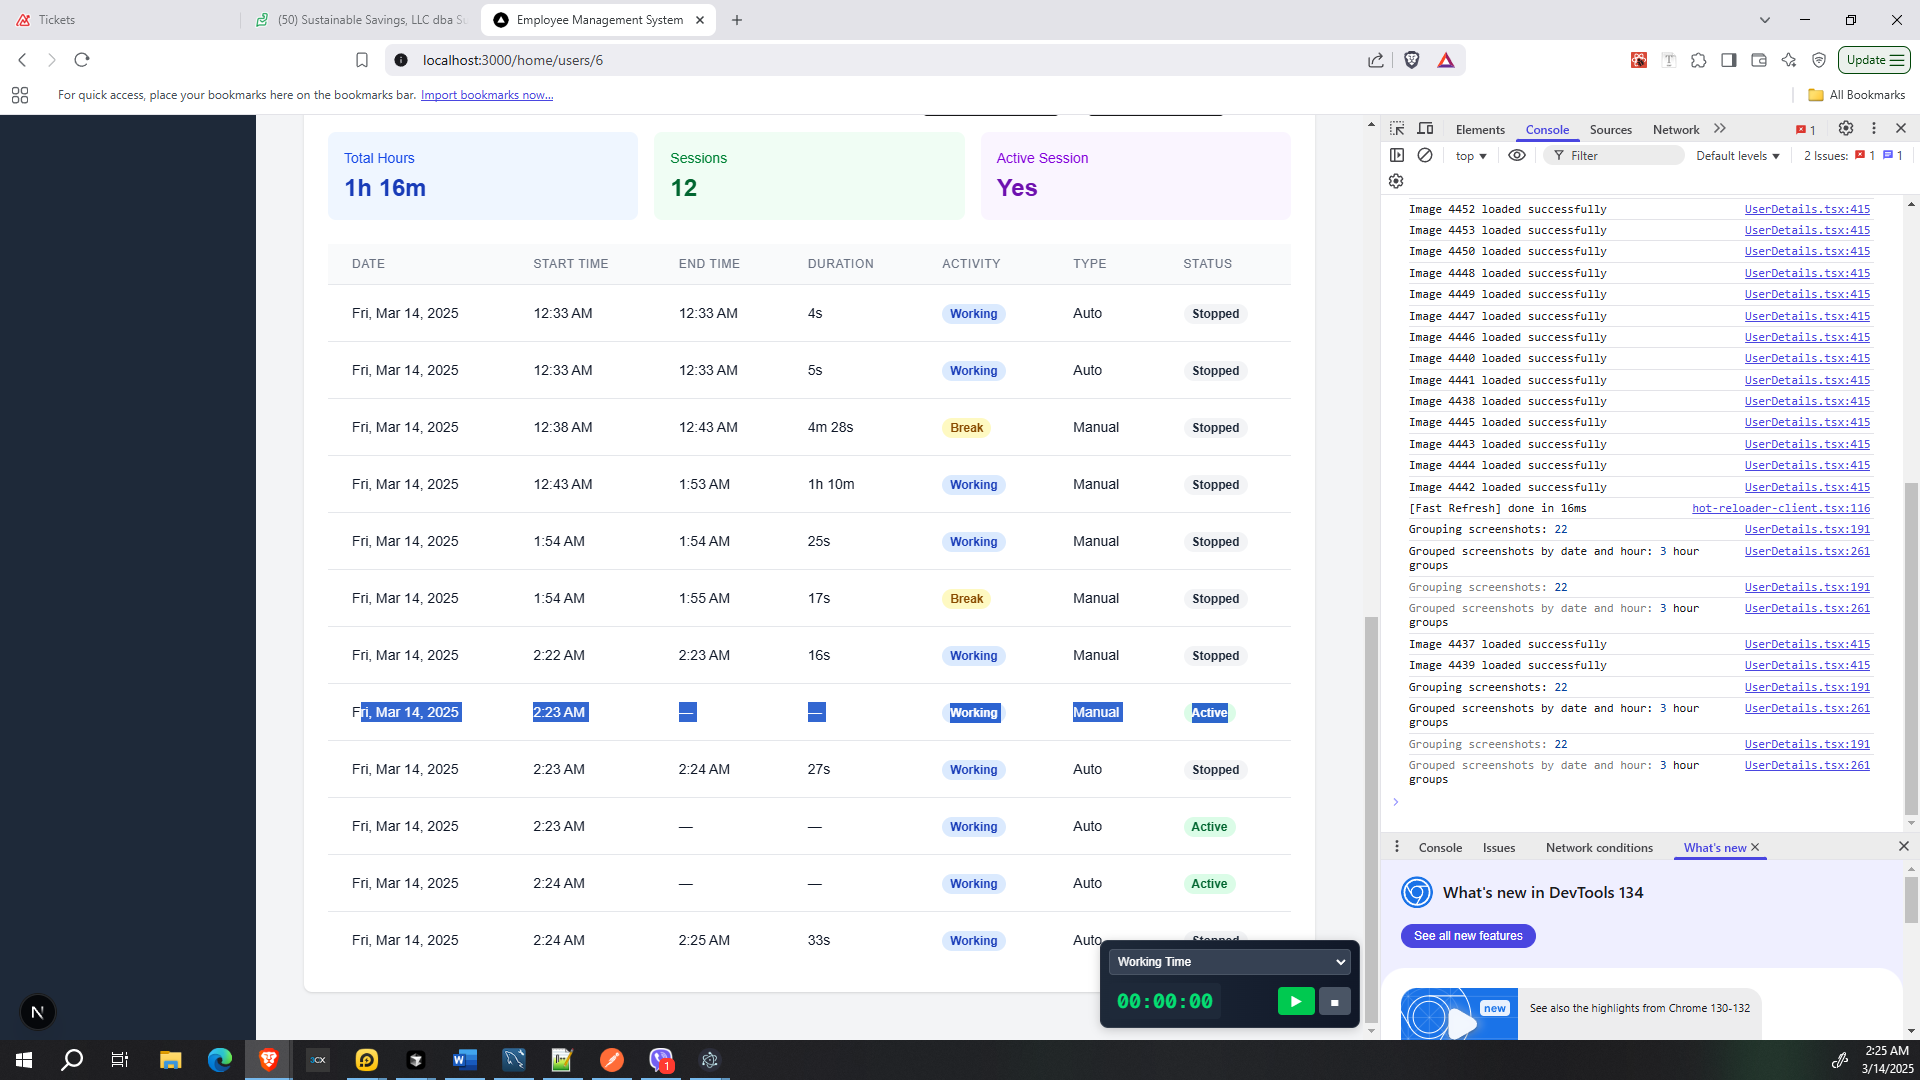 Tickets
(50) Sustainable Savings, LLC dba Su
Employee Management System
localhost:3000/home/users/6
Update
For quick access, place your bookmarks here on the bookmarks bar. Import bookmarks now...
All Bookmarks
Total Hours
1h 16m
Sessions
12
Active Session
Yes
DATE START TIME END TIME DURATION ACTIVITY TYPE STATUS
Fri, Mar 14, 2025 12:33 AM 12:33 AM 4s Working Auto Stopped
Fri, Mar 14, 2025 12:33 AM 12:33 AM 5s Working Auto Stopped
Fri, Mar 14, 2025 12:38 AM 12:43 AM 4m 28s Break Manual Stopped
Fri, Mar 14, 2025 12:43 AM 1:53 AM 1h 10m Working Manual Stopped
Fri, Mar 14, 2025 1:54 AM 1:54 AM 25s Working Manual Stopped
Fri, Mar 14, 2025 1:54 AM 1:55 AM 17s Break Manual Stopped
Fri, Mar 14, 2025 2:22 AM 2:23 AM 16s Working Manual Stopped
Fri, Mar 14, 2025 2:23 AM — — Working Manual Active
Fri, Mar 14, 2025 2:23 AM 2:24 AM 27s Working Auto Stopped
Fri, Mar 14, 2025 2:23 AM — — Working Auto Active
Fri, Mar 14, 2025 2:24 AM — — Working Auto Active
Fri, Mar 14, 2025 2:24 AM 2:25 AM 33s Working Auto Stopped
Working Time
00:00:00
N
Elements Console Sources Network 1
top Filter Default levels 2 Issues: 1 1
Image 4452 loaded successfully UserDetails.tsx:415
Image 4453 loaded successfully UserDetails.tsx:415
Image 4450 loaded successfully UserDetails.tsx:415
Image 4448 loaded successfully UserDetails.tsx:415
Image 4449 loaded successfully UserDetails.tsx:415
Image 4447 loaded successfully UserDetails.tsx:415
Image 4446 loaded successfully UserDetails.tsx:415
Image 4440 loaded successfully UserDetails.tsx:415
Image 4441 loaded successfully UserDetails.tsx:415
Image 4438 loaded successfully UserDetails.tsx:415
Image 4445 loaded successfully UserDetails.tsx:415
Image 4443 loaded successfully UserDetails.tsx:415
Image 4444 loaded successfully UserDetails.tsx:415
Image 4442 loaded successfully UserDetails.tsx:415
[Fast Refresh] done in 16ms hot-reloader-client.tsx:116
Grouping screenshots: 22 UserDetails.tsx:191
Grouped screenshots by date and hour: 3 hour UserDetails.tsx:261
groups
Grouping screenshots: 22 UserDetails.tsx:191
Grouped screenshots by date and hour: 3 hour UserDetails.tsx:261
groups
Image 4437 loaded successfully UserDetails.tsx:415
Image 4439 loaded successfully UserDetails.tsx:415
Grouping screenshots: 22 UserDetails.tsx:191
Grouped screenshots by date and hour: 3 hour UserDetails.tsx:261
groups
Grouping screenshots: 22 UserDetails.tsx:191
Grouped screenshots by date and hour: 3 hour UserDetails.tsx:261
groups
Console Issues Network conditions What's new
What's new in DevTools 134
See all new features
new
See also the highlights from Chrome 130-132
3CX
1
2:25 AM
3/14/2025